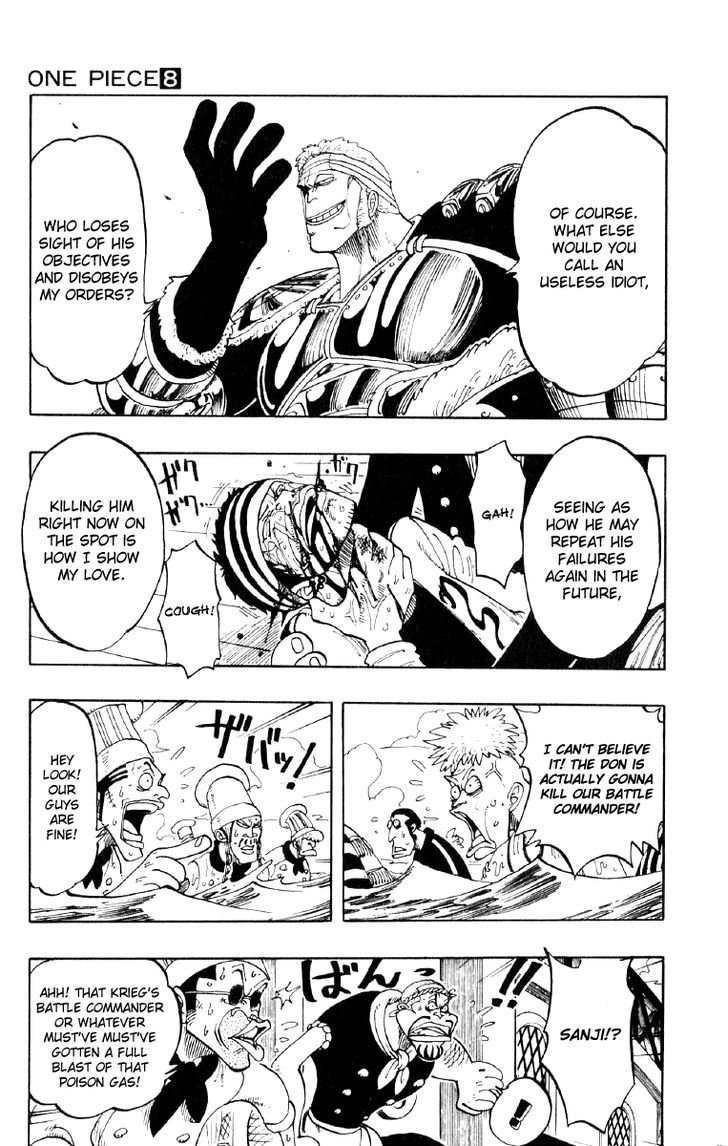 ONE PIECE 8
OF COURSE.
WHAT ELSE
WOULD YOU
CALL AN
USELESS IDIOT,
WHO LOSES
SIGHT OF HIS
OBJECTIVES
AND DISOBEYS
MY ORDERS?
SEEING AS
HOW HE MAY
REPEAT HIS
FAILURES
AGAIN IN THE
FUTURE,
GAH!
ガク
ガク…
COUGH!
KILLING HIM
RIGHT NOW ON
THE SPOT IS
HOW I SHOW
MY LOVE.
I CAN'T BELIEVE
IT! THE DON IS
ACTUALLY GONNA
KILL OUR BATTLE
COMMANDER!
ザバッ!
HEY
LOOK!
OUR
GUYS
ARE
FINE!
SANJI!?
!!
!
ばんっ
AHH! THAT KRIEG'S
BATTLE COMMANDER
OR WHATEVER
MUST'VE MUST'VE
GOTTEN A FULL
BLAST OF THAT
POISON GAS!